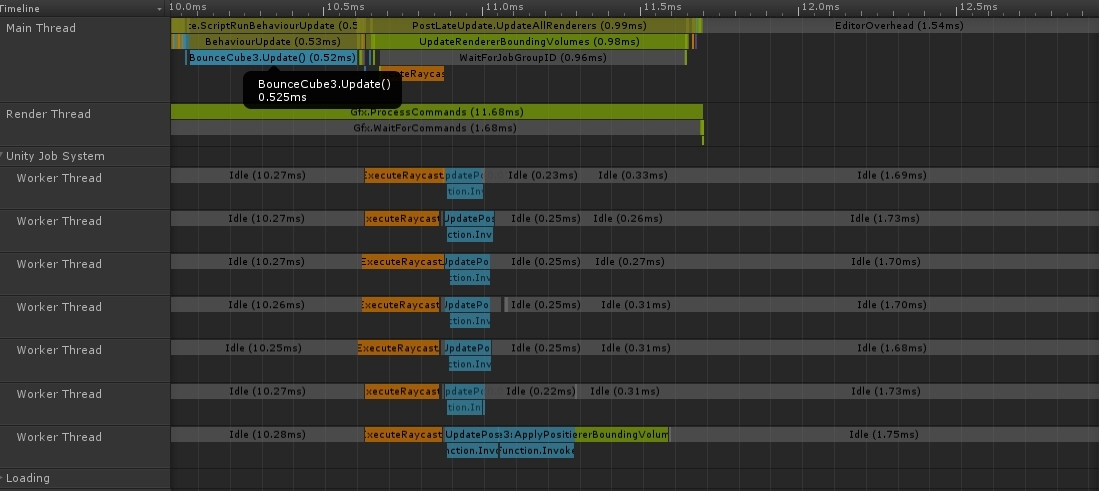 Timeline 10.0ms 10.5ms 11.0ms 11.5ms 12.0ms 12.5ms
Main Thread e.ScriptRunBehaviourUpdate (0.5 PostLateUpdate.UpdateAllRenderers (0.99ms) EditorOverhead (1.54ms)
BehaviourUpdate (0.53ms) UpdateRendererBoundingVolumes (0.98ms)
BounceCube3.Update() (0.52ms) WaitForJobGroupID (0.96ms)
teRaycas
BounceCube3.Update()
0.525ms
Render Thread Gfx.ProcessCommands (11.68ms)
Gfx.WaitForCommands (1.68ms)
Unity Job System
Worker Thread Idle (10.27ms) ExecuteRaycast pdatePo Idle (0.23ms) Idle (0.33ms) Idle (1.69ms)
tion.Inv
Worker Thread Idle (10.27ms) xecuteRaycast UpdatePos Idle (0.25ms) Idle (0.26ms) Idle (1.73ms)
ction.Inv
Worker Thread Idle (10.27ms) ExecuteRaycast UpdatePo Idle (0.25ms) Idle (0.27ms) Idle (1.70ms)
ction.Inv
Worker Thread Idle (10.26ms) ExecuteRaycast UpdatePo Idle (0.25ms) Idle (0.31ms) Idle (1.70ms)
ction.Inv
Worker Thread Idle (10.25ms) ExecuteRaycast UpdatePo Idle (0.25ms) Idle (0.31ms) Idle (1.68ms)
ction.Inv
Worker Thread Idle (10.27ms) xecuteRaycast pdateP Idle (0.22ms) Idle (0.31ms) Idle (1.73ms)
tion.In
Worker Thread Idle (10.28ms) ExecuteRaycast UpdatePos 3:ApplyPositi ererBoundingVolum Idle (1.75ms)
nction.Invo function.Invoke
Loading